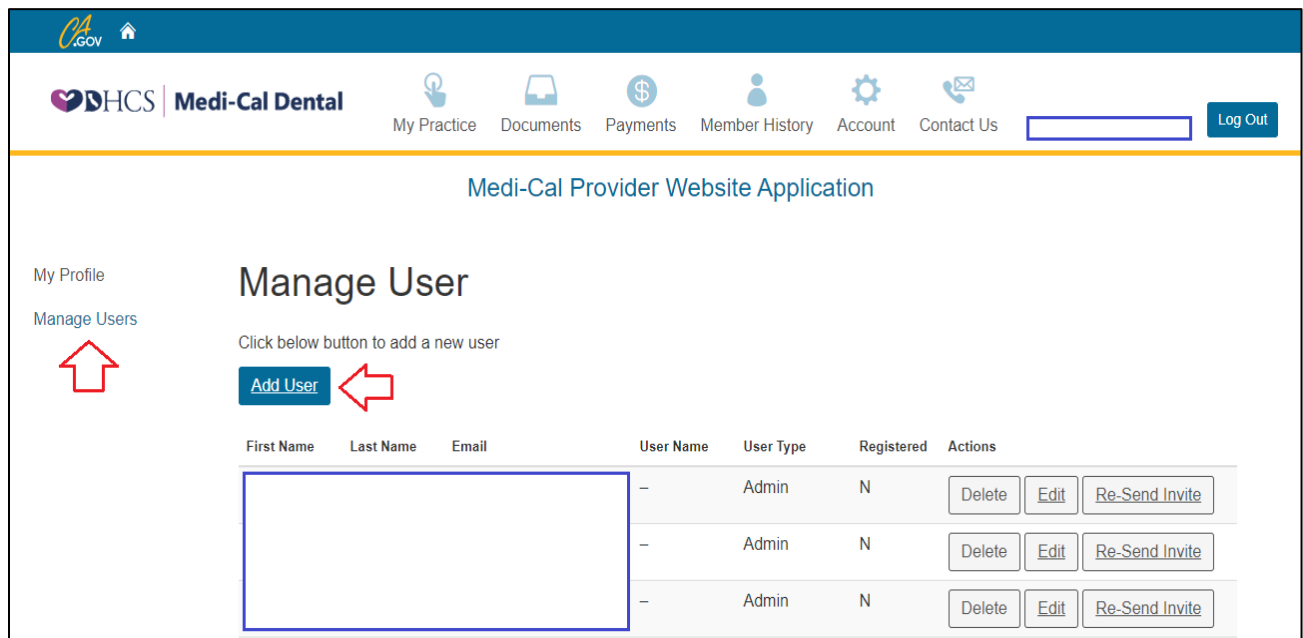 CA.GOV
DHCS | Medi-Cal Dental
My Practice Documents Payments Member History Account Contact Us
Log Out
Medi-Cal Provider Website Application
My Profile
Manage Users
Manage User
Click below button to add a new user
Add User
First Name Last Name Email User Name User Type Registered Actions
– Admin N Delete Edit Re-Send Invite
– Admin N Delete Edit Re-Send Invite
– Admin N Delete Edit Re-Send Invite